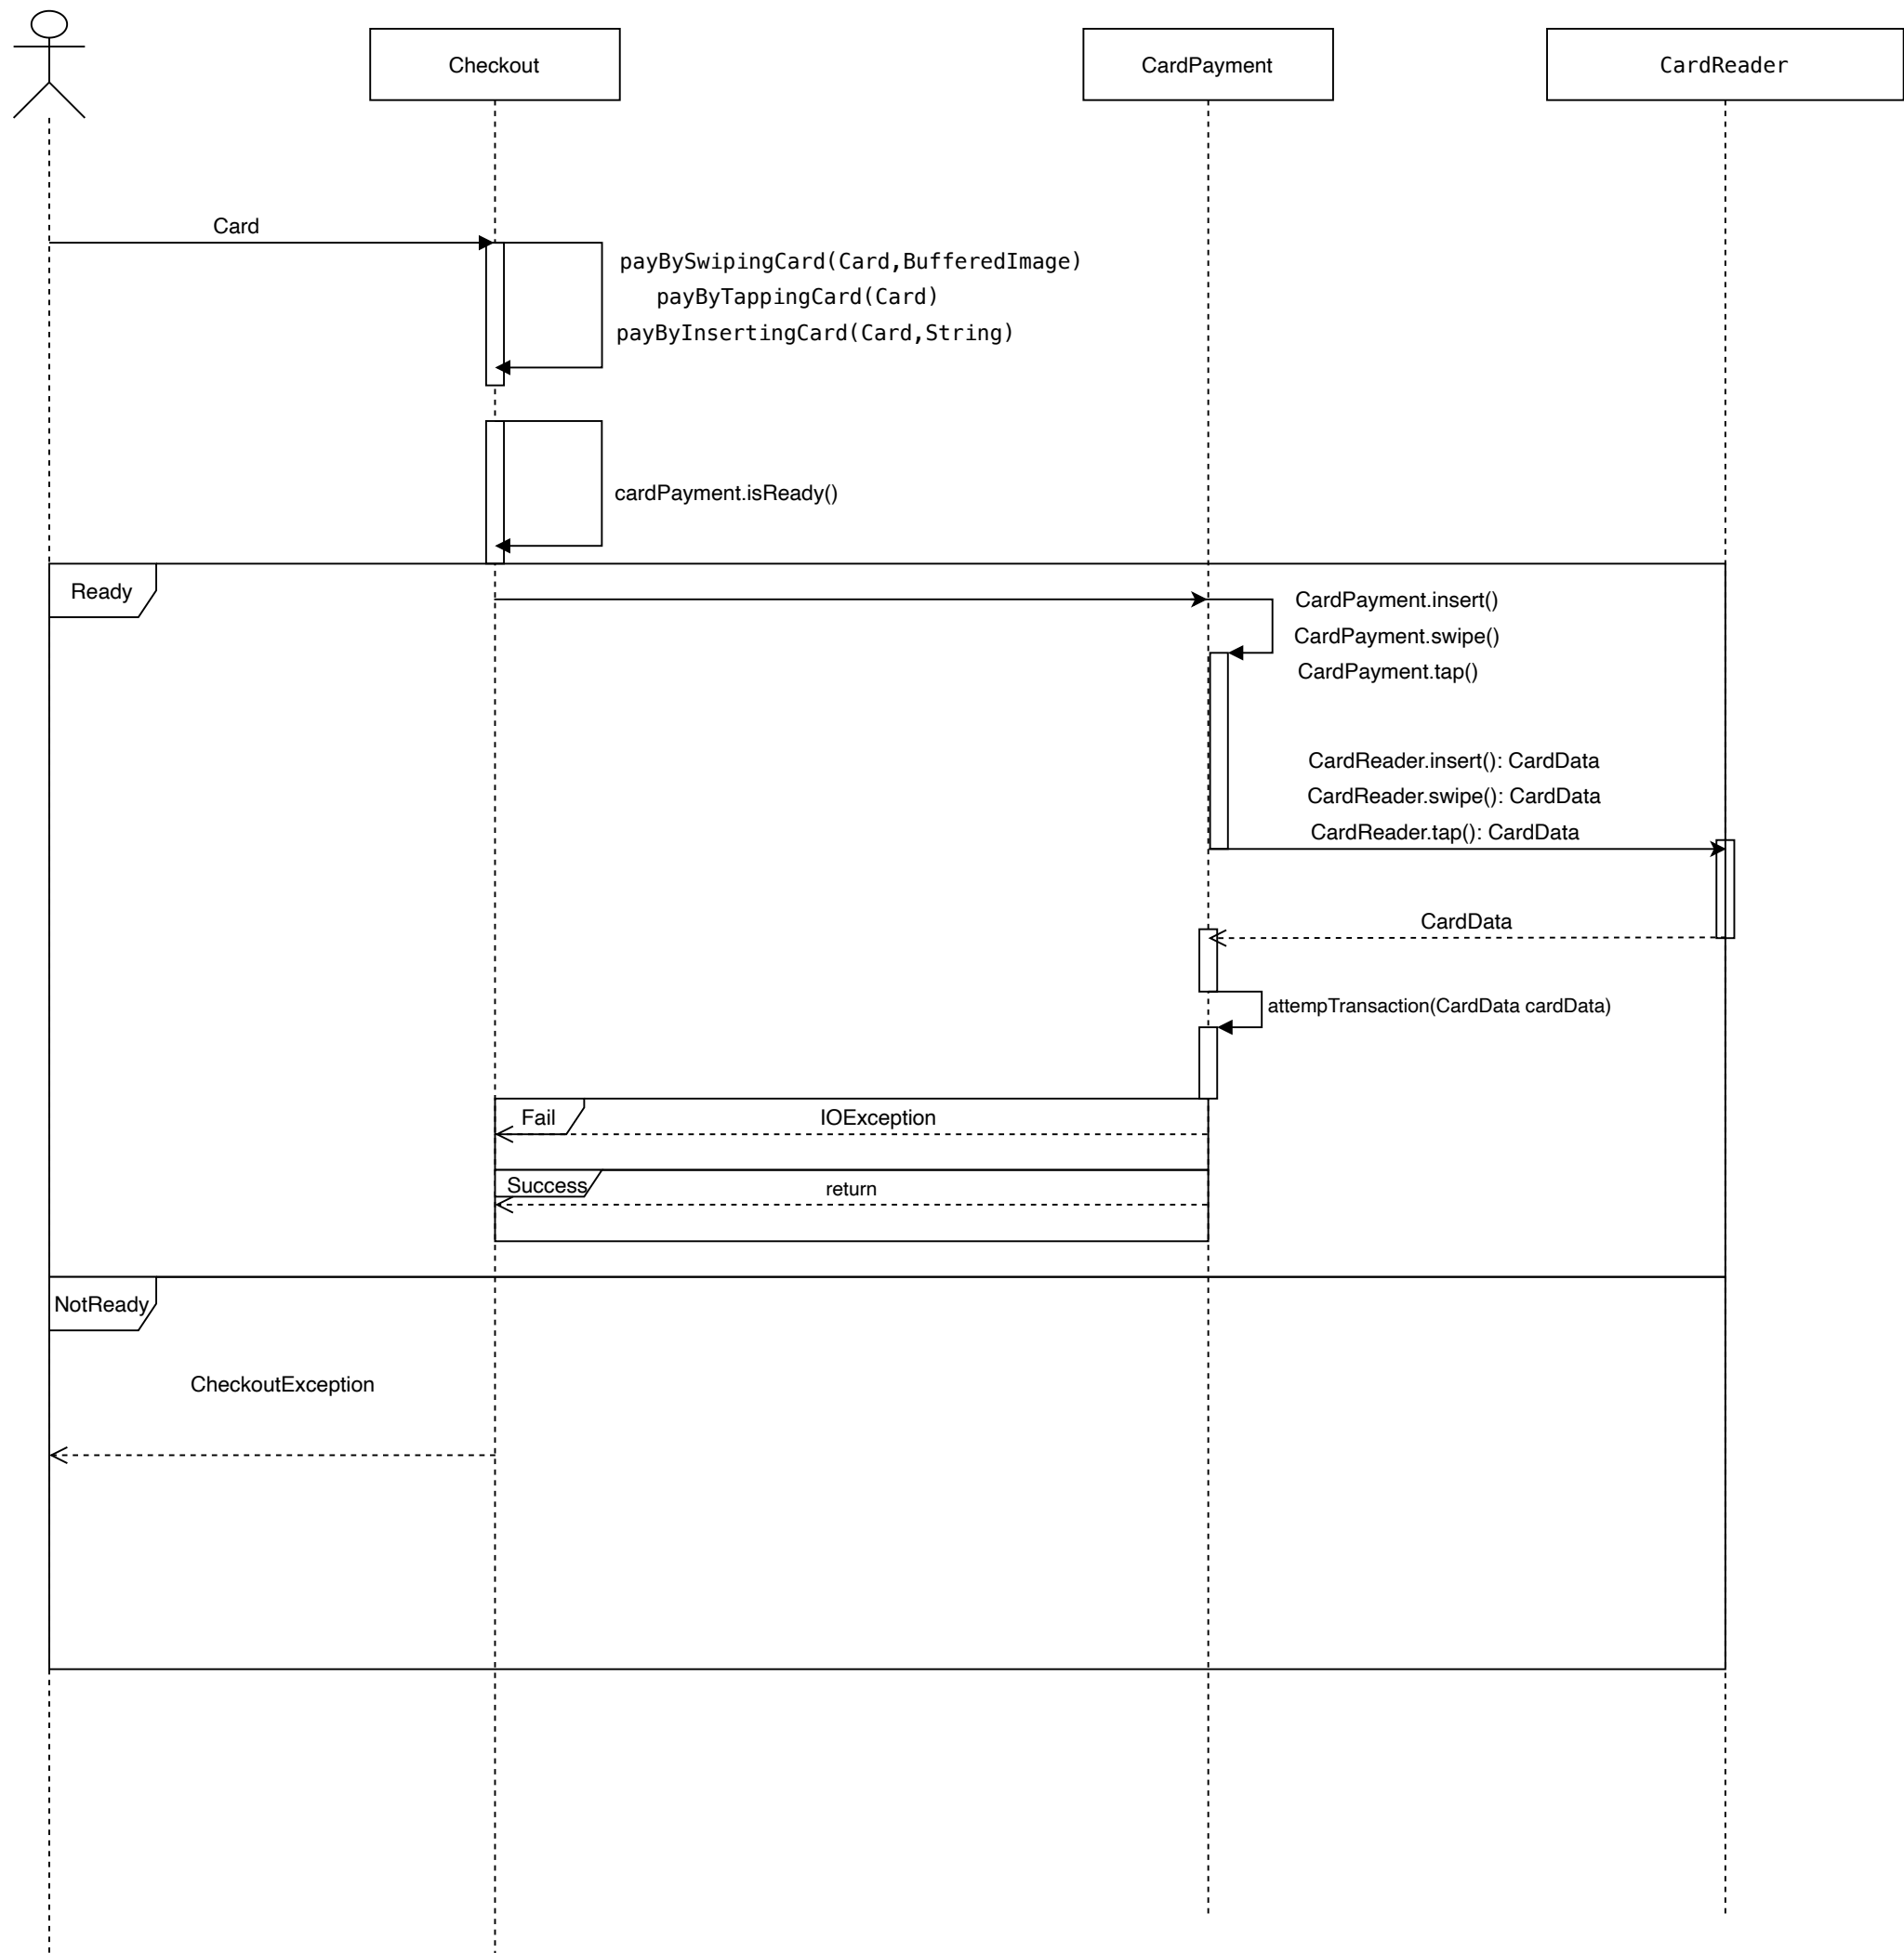 Checkout
CardPayment
CardReader
Card
payBySwipingCard(Card,BufferedImage)
payByTappingCard(Card)
payByInsertingCard(Card,String)
cardPayment.isReady()
Ready
CardPayment.insert()
CardPayment.swipe()
CardPayment.tap()
CardReader.insert(): CardData
CardReader.swipe(): CardData
CardReader.tap(): CardData
CardData
attempTransaction(CardData cardData)
Fail
IOException
Success
return
NotReady
CheckoutException